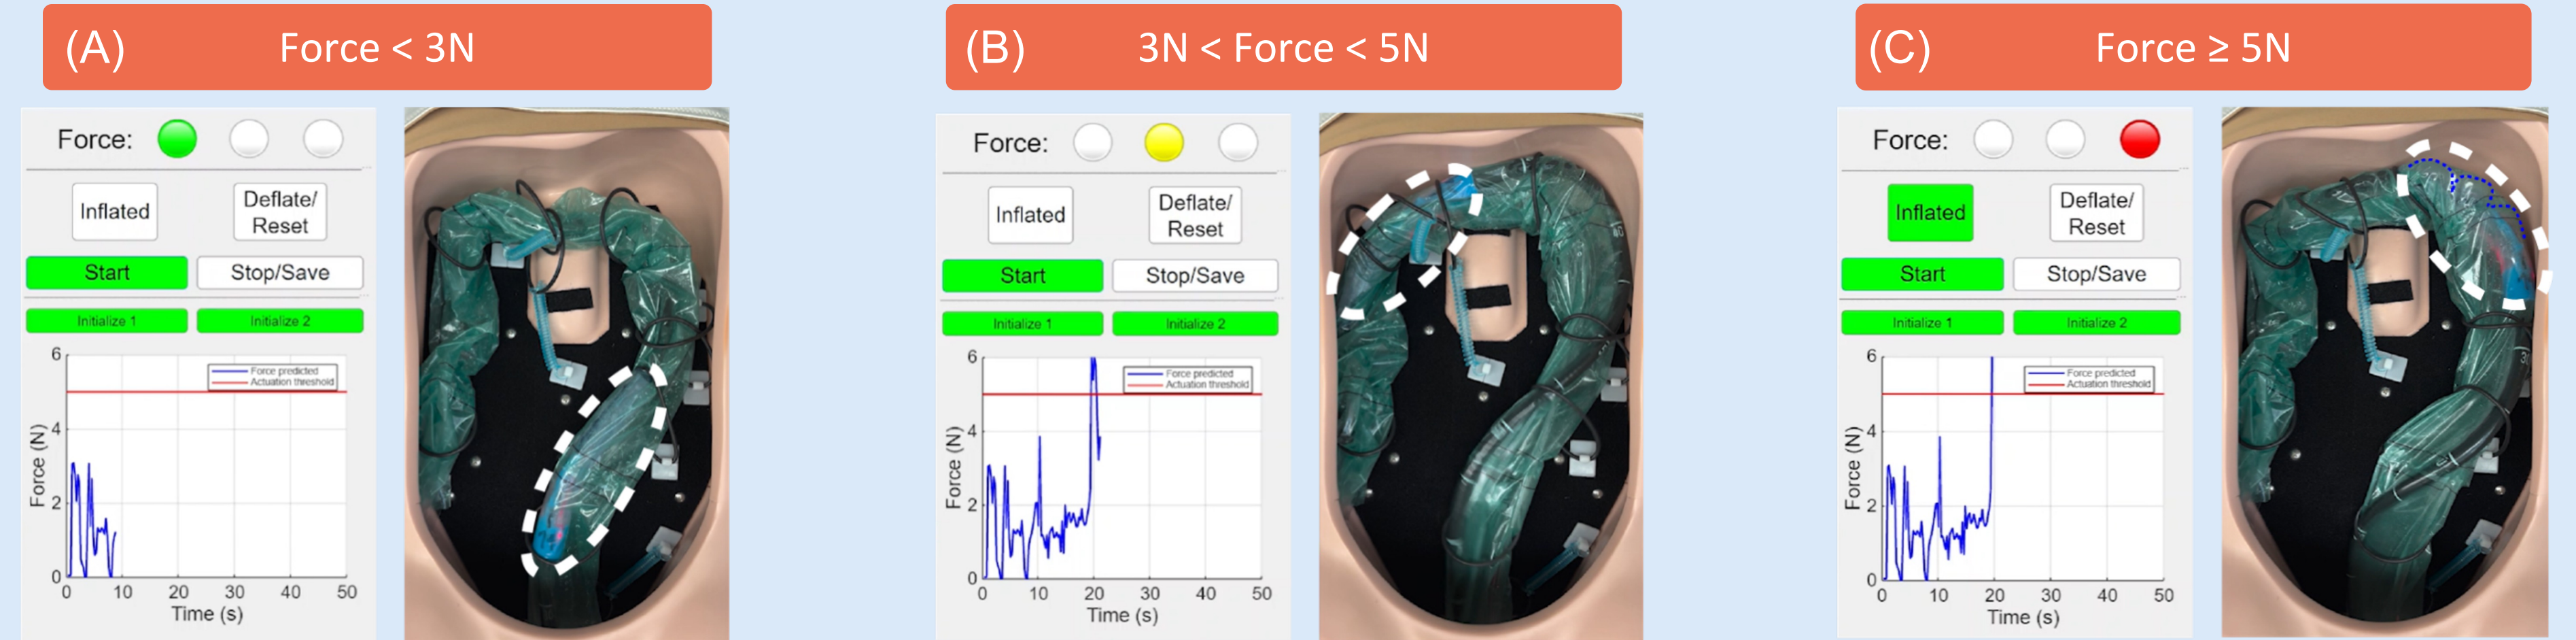 (A) Force < 3N
Force:
Inflated
Deflate/
Reset
Start
Stop/Save
Initialize 1
Initialize 2
Force predicted
Actuation threshold
6
4
2
0
Force (N)
0 10 20 30 40 50
Time (s)
(B) 3N < Force < 5N
Force:
Inflated
Deflate/
Reset
Start
Stop/Save
Initialize 1
Initialize 2
Force predicted
Actuation threshold
6
4
2
0
Force (N)
0 10 20 30 40 50
Time (s)
40
(C) Force ≥ 5N
Force:
Inflated
Deflate/
Reset
Start
Stop/Save
Initialize 1
Initialize 2
Force predicted
Actuation threshold
6
4
2
0
Force (N)
0 10 20 30 40 50
Time (s)